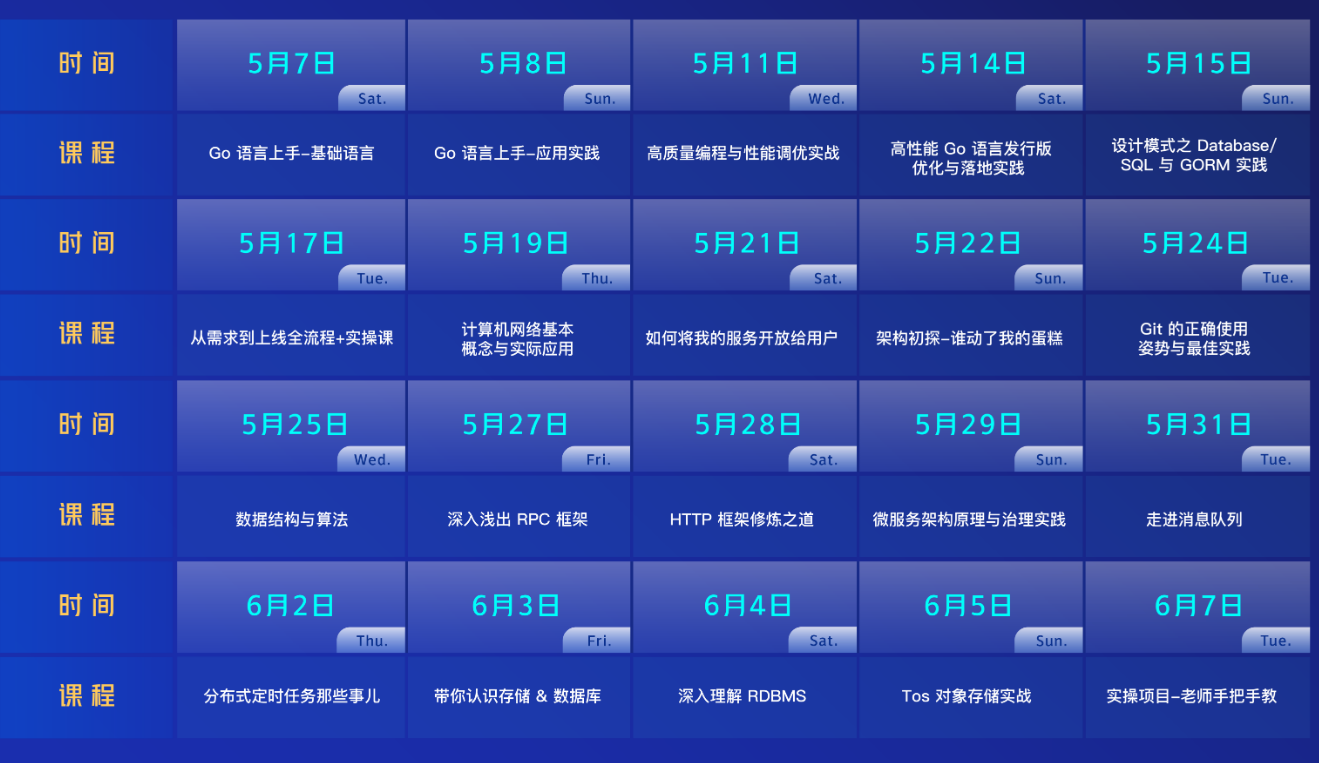 时间
5月7日
Sat.
5月8日
Sun.
5月11日
Wed.
5月14日
Sat.
5月15日
Sun.
课程
Go 语言上手-基础语言
Go 语言上手-应用实践
高质量编程与性能调优实战
高性能 Go 语言发行版
优化与落地实践
设计模式之 Database/
SQL 与 GORM 实践
时间
5月17日
Tue.
5月19日
Thu.
5月21日
Sat.
5月22日
Sun.
5月24日
Tue.
课程
从需求到上线全流程+实操课
计算机网络基本
概念与实际应用
如何将我的服务开放给用户
架构初探-谁动了我的蛋糕
Git 的正确使用
姿势与最佳实践
时间
5月25日
Wed.
5月27日
Fri.
5月28日
Sat.
5月29日
Sun.
5月31日
Tue.
课程
数据结构与算法
深入浅出 RPC 框架
HTTP 框架修炼之道
微服务架构原理与治理实践
走进消息队列
时间
6月2日
Thu.
6月3日
Fri.
6月4日
Sat.
6月5日
Sun.
6月7日
Tue.
课程
分布式定时任务那些事儿
带你认识存储 & 数据库
深入理解 RDBMS
Tos 对象存储实战
实操项目-老师手把手教